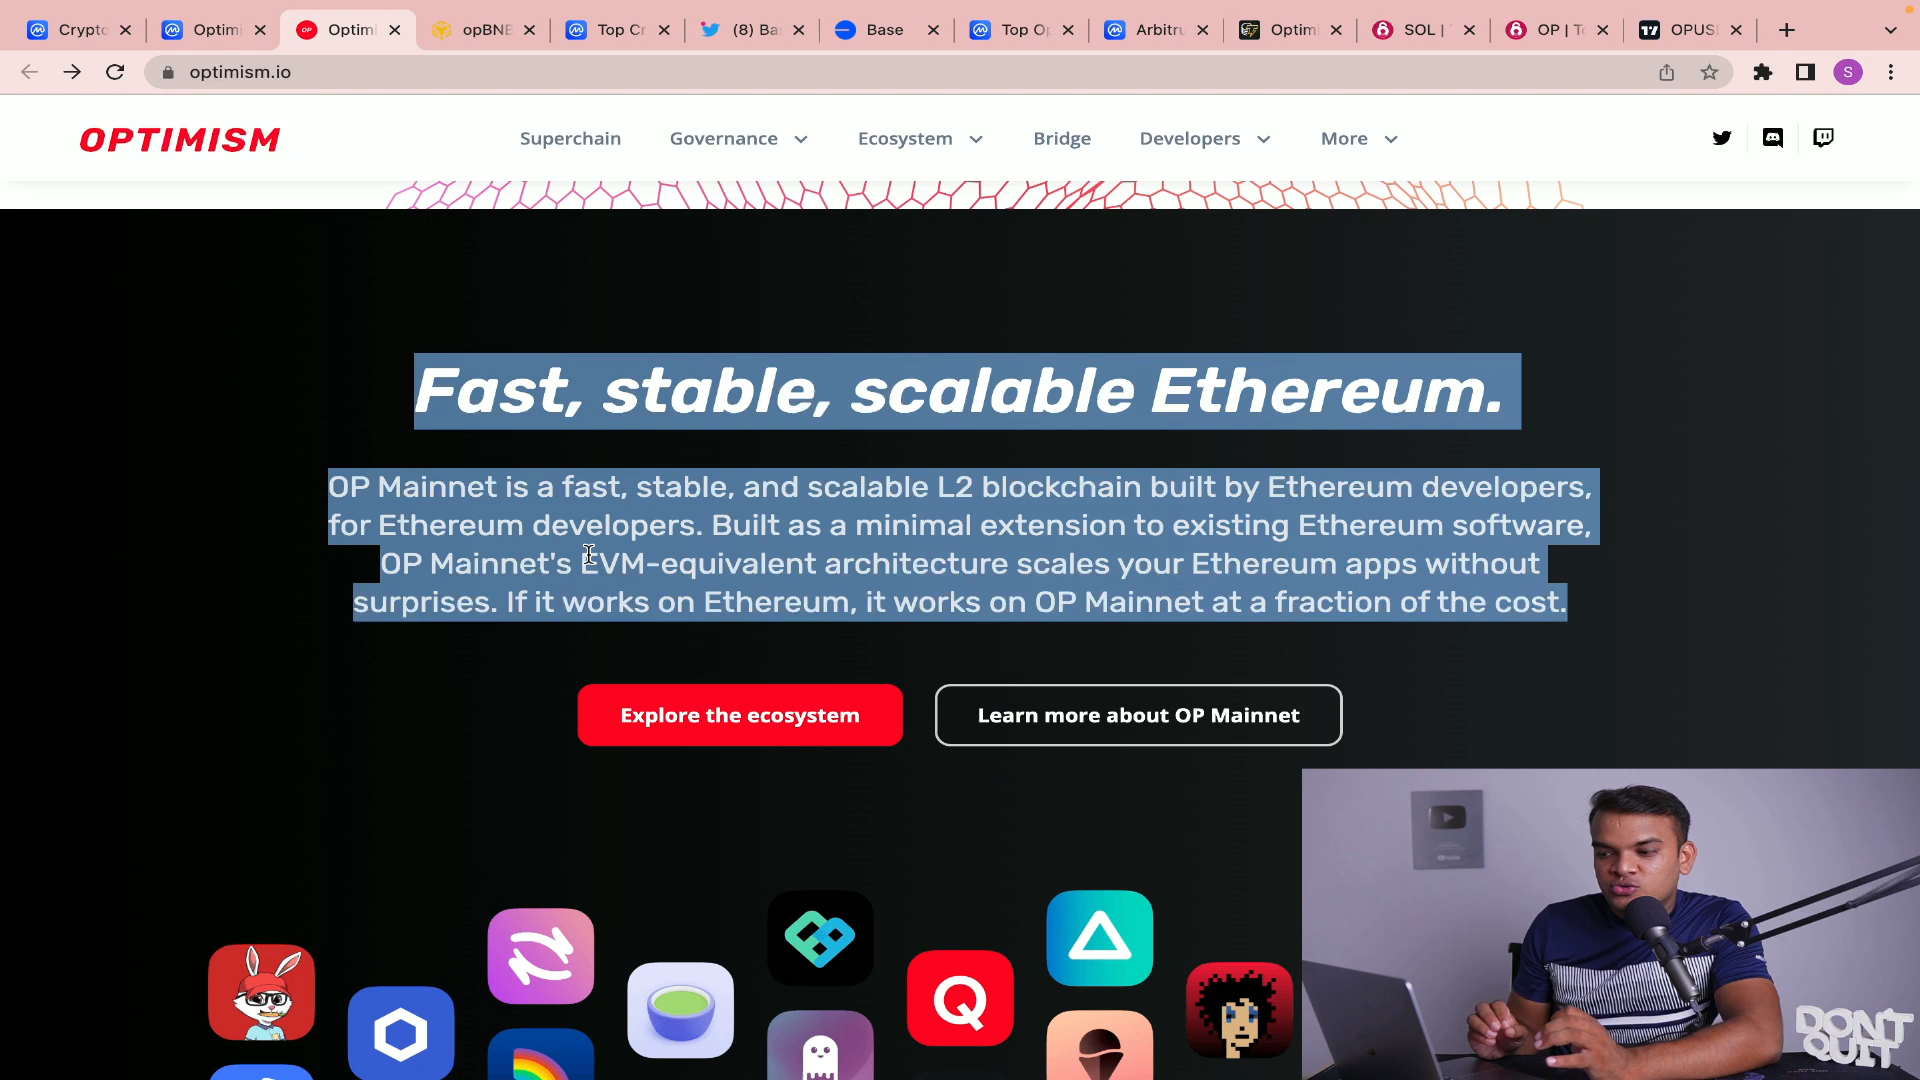 Crypto
Optimi
Optimi
opBNB
Top Cr
(8) Ba
Base
Top Op
Arbitru
Optimi
SOL | T
OP | To
OPUSD
optimism.io
S
OPTIMISM
Superchain
Governance
Ecosystem
Bridge
Developers
More
Fast, stable, scalable Ethereum.
OP Mainnet is a fast, stable, and scalable L2 blockchain built by Ethereum developers,
for Ethereum developers. Built as a minimal extension to existing Ethereum software,
OP Mainnet's EVM-equivalent architecture scales your Ethereum apps without
surprises. If it works on Ethereum, it works on OP Mainnet at a fraction of the cost.
Explore the ecosystem
Learn more about OP Mainnet
Q
DON'T
QUIT